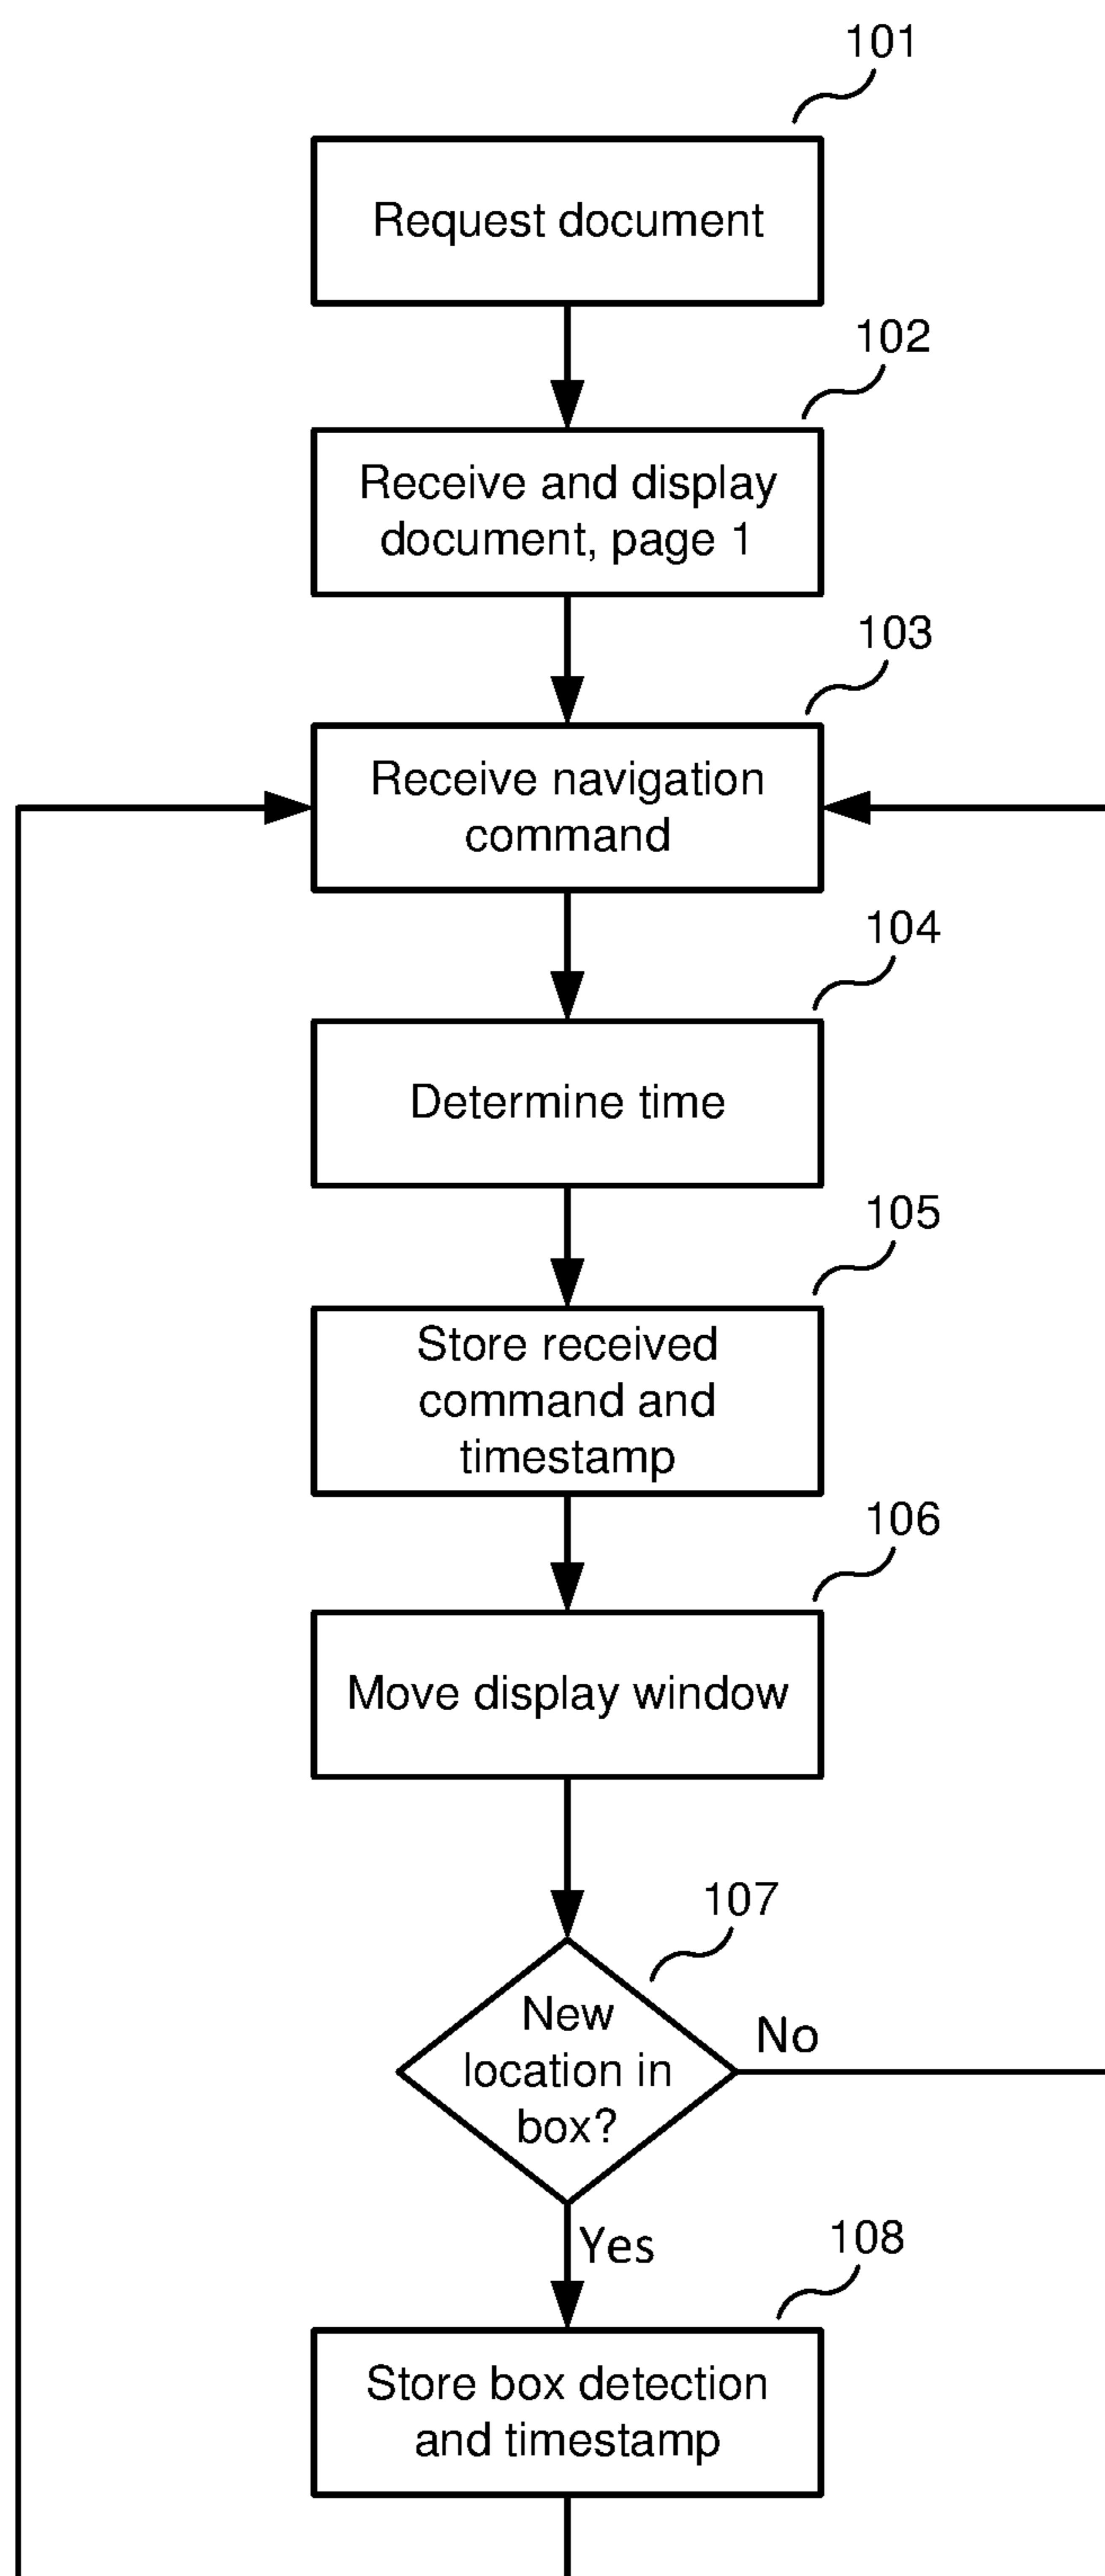 101
Request document
102
Receive and display
document, page 1
103
Receive navigation
command
104
Determine time
105
Store received
command and
timestamp
106
Move display window
107
New
location in
box?
No
Yes
108
Store box detection
and timestamp